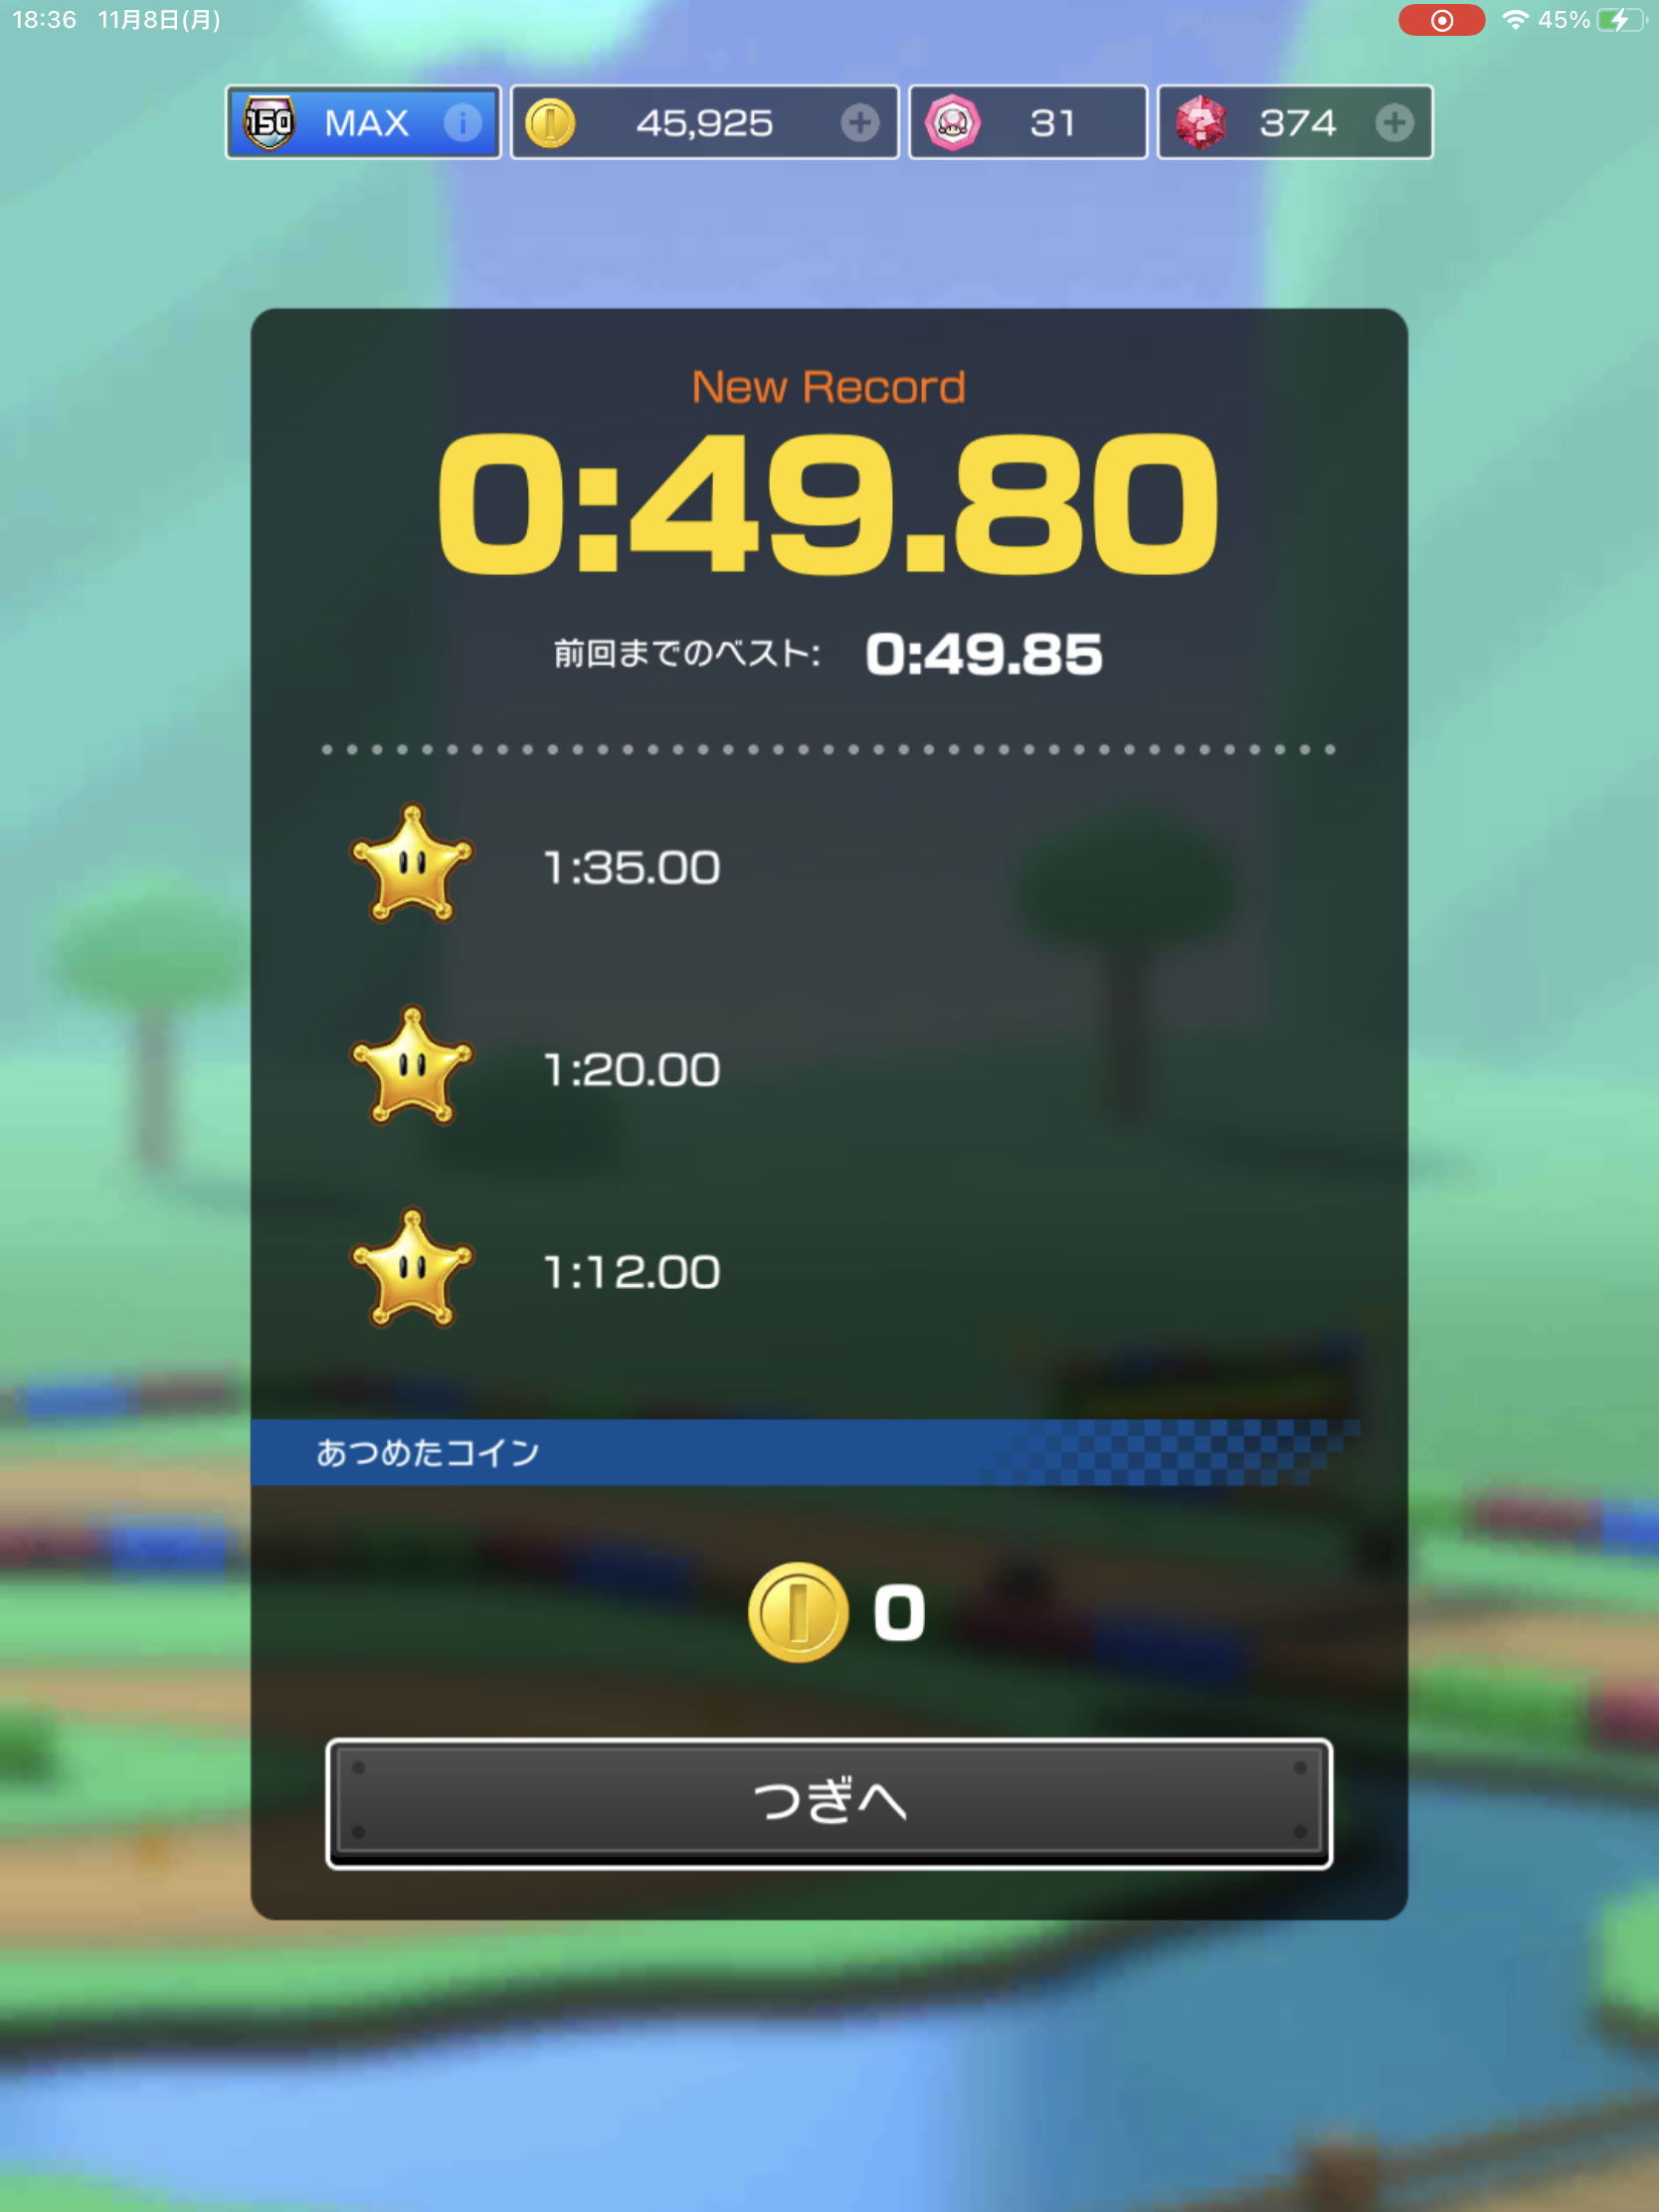 18:36 11月8日(月) 45%
150 MAX i 45,925 + 31 374 +
New Record
0:49.80
前回までのベスト: 0:49.85
1:35.00
1:20.00
1:12.00
あつめたコイン
0
つぎへ